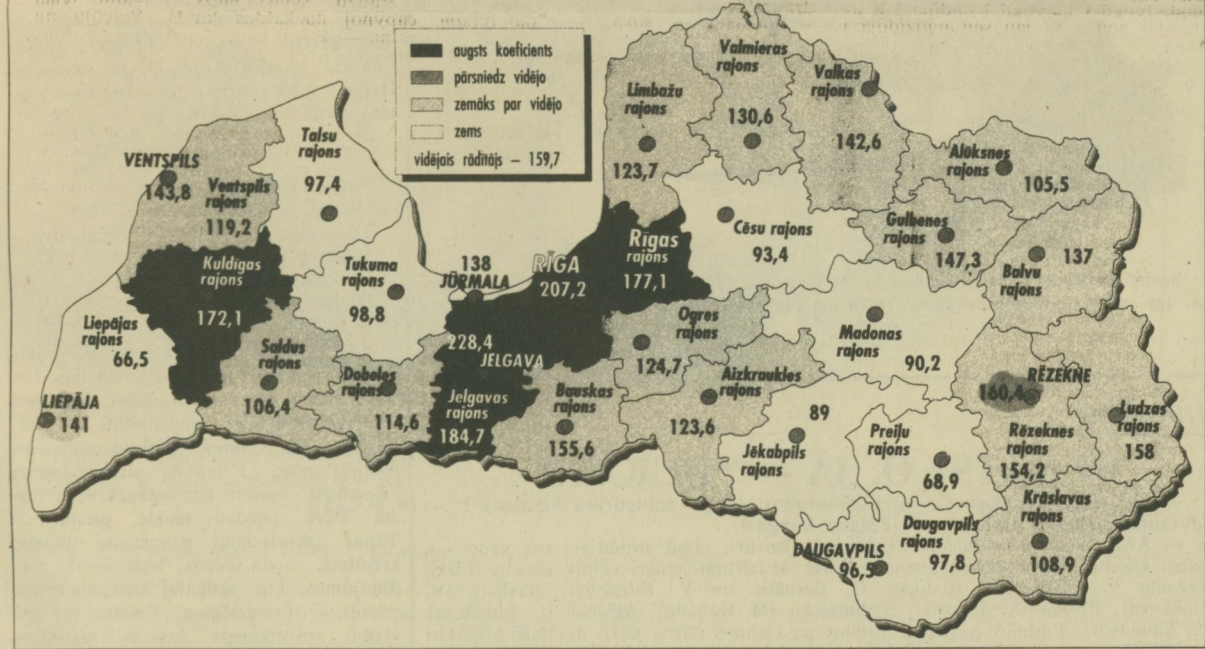 augsts koeficients
pārsniedz vidējo
zemāks par vidējo
zems
vidējais rādītājs – 159,7
Valmieras
rajons
130,6
Valkas
rajons
142,6
Limbažu
rajons
123,7
Alūksnes
rajons
105,5
Talsu
rajons
97,4
VENTSPILS
143,8
Ventspils
rajons
119,2
Kuldīgas
rajons
172,1
Tukuma
rajons
98,8
138
JŪRMALA
RĪGA
207,2
Rīgas
rajons
177,1
Cēsu rajons
93,4
Gulbenes
rajons
147,3
Balvu
rajons
137
Liepājas
rajons
66,5
LIEPĀJA
141
Saldus
rajons
106,4
Dobeles
rajons
114,6
228,4
JELGAVA
Jelgavas
rajons
184,7
Bauskas
rajons
155,6
Ogres
rajons
124,7
Aizkraukles
rajons
123,6
Madonas
rajons
90,2
89
Jēkabpils
rajons
Preiļu
rajons
68,9
RĒZEKNE
160,4
Rēzeknes
rajons
154,2
Ludzas
rajons
158
Krāslavas
rajons
108,9
DAUGAVPILS
96,5
Daugavpils
rajons
97,8